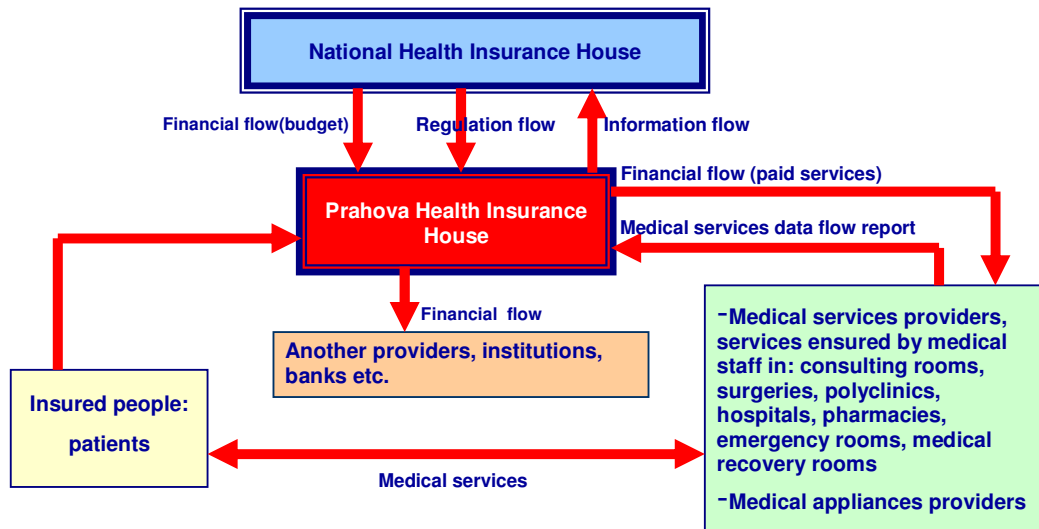 National Health Insurance House
Financial flow(budget)
Regulation flow
Information flow
Financial flow (paid services)
Prahova Health Insurance
House
Medical services data flow report
Financial flow
Another providers, institutions,
banks etc.
Insured people:
patients
Medical services
-Medical services providers,
services ensured by medical
staff in: consulting rooms,
surgeries, polyclinics,
hospitals, pharmacies,
emergency rooms, medical
recovery rooms
-Medical appliances providers